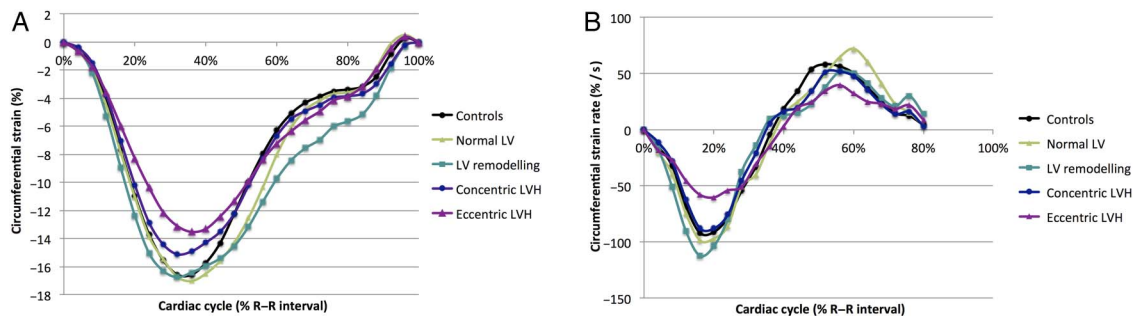 A
2
0
−2
−4
−6
−8
−10
−12
−14
−16
−18
0% 20% 40% 60% 80% 100%
Circumferential strain (%)
Cardiac cycle (% R–R interval)
Controls
Normal LV
LV remodelling
Concentric LVH
Eccentric LVH
B
100
50
0
−50
−100
−150
0% 20% 40% 60% 80% 100%
Circumferential strain rate (% / s)
Cardiac cycle (% R–R interval)
Controls
Normal LV
LV remodelling
Concentric LVH
Eccentric LVH